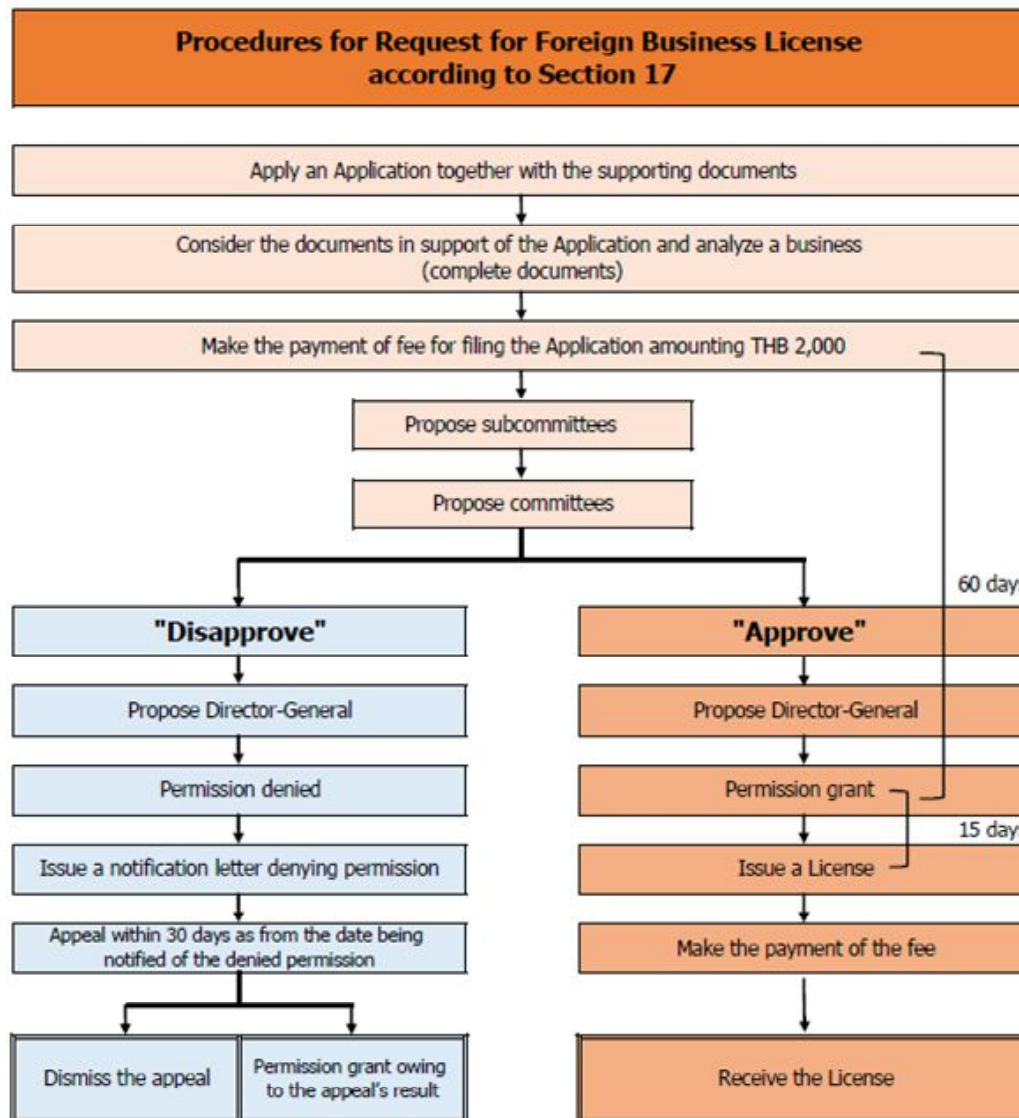 Procedures for Request for Foreign Business License
according to Section 17
Apply an Application together with the supporting documents
Consider the documents in support of the Application and analyze a business
(complete documents)
Make the payment of fee for filing the Application amounting THB 2,000
Propose subcommittees
Propose committees
60 days
"Disapprove"
"Approve"
Propose Director-General
Propose Director-General
Permission denied
Permission grant
15 days
Issue a notification letter denying permission
Issue a License
Appeal within 30 days as from the date being
notified of the denied permission
Make the payment of the fee
Dismiss the appeal
Permission grant owing
to the appeal's result
Receive the License